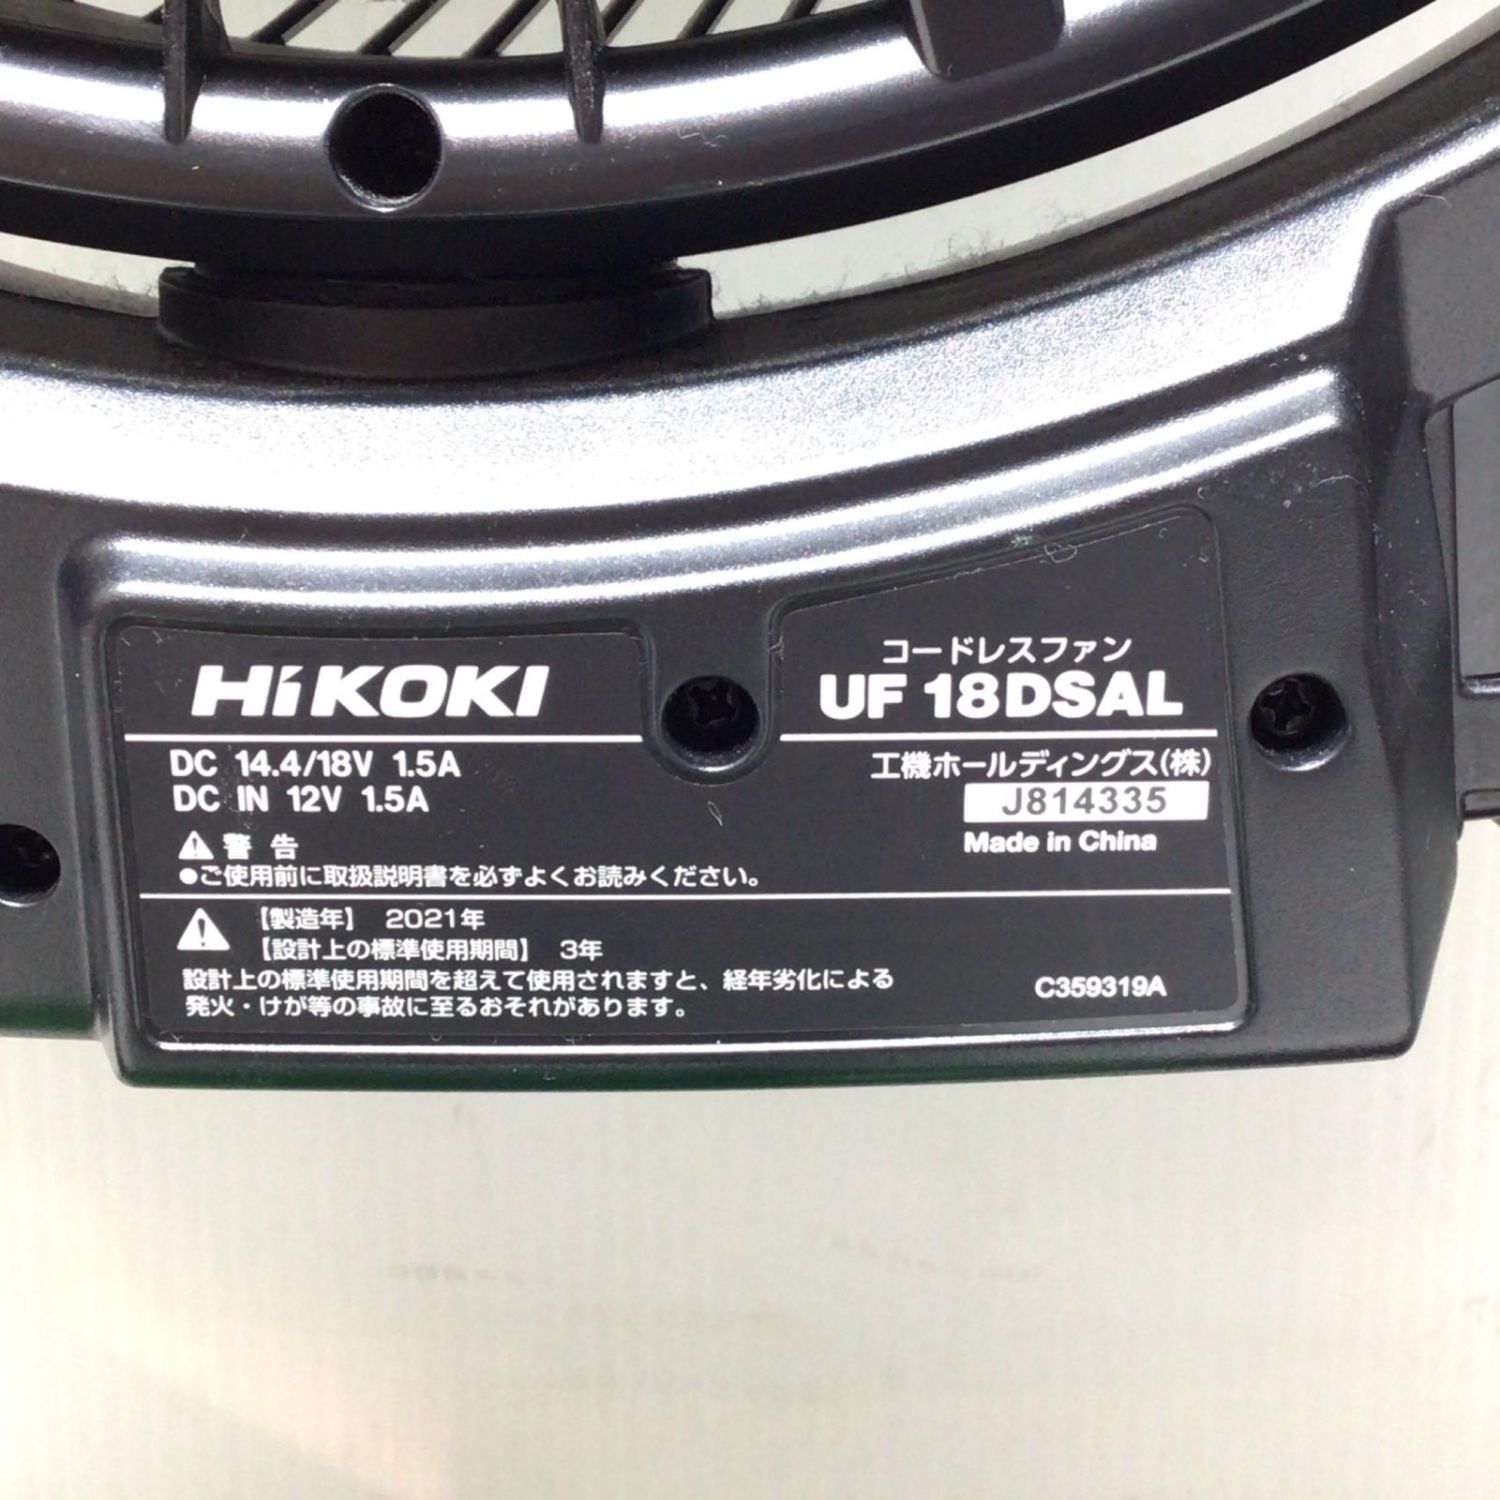 HiKOKI
コードレスファン
UF 18DSAL
DC 14.4/18V 1.5A
DC IN 12V 1.5A
工機ホールディングス(株)
J814335
Made in China
⚠ 警告
●ご使用前に取扱説明書を必ずよくお読みください。
⚠ 【製造年】 2021年
【設計上の標準使用期間】 3年
設計上の標準使用期間を超えて使用されますと、経年劣化による
発火・けが等の事故に至るおそれがあります。
C359319A